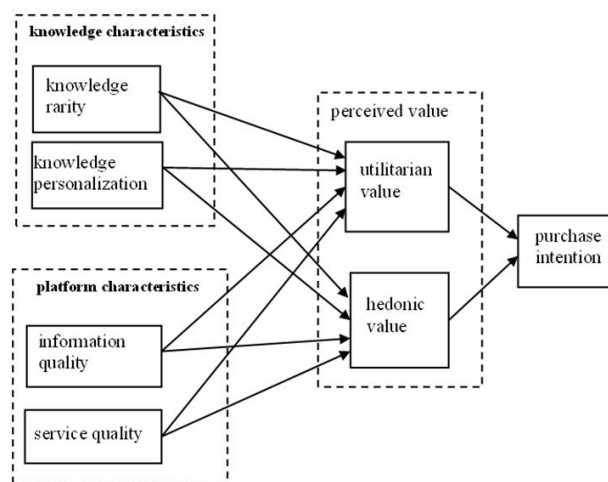 knowledge characteristics
knowledge
rarity
knowledge
personalization
platform characteristics
information
quality
service quality
perceived value
utilitarian
value
hedonic
value
purchase
intention